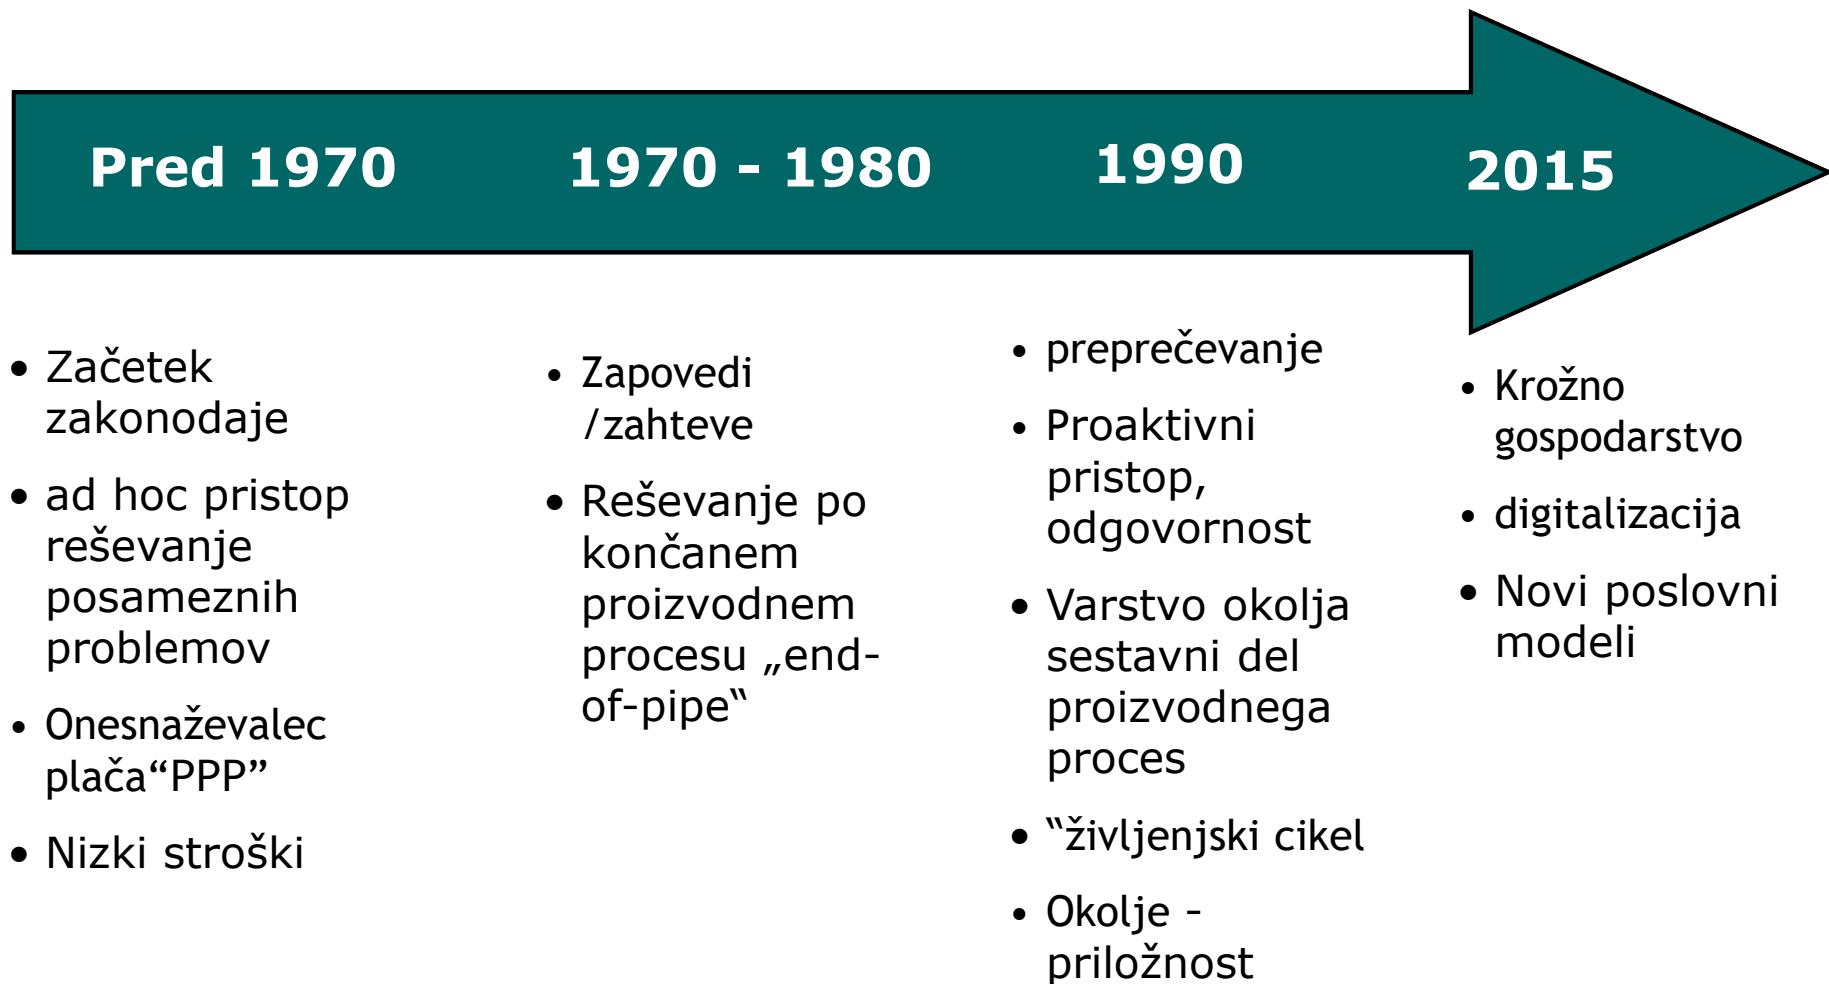 Pred 1970
1970 - 1980
1990
2015
• Začetek
zakonodaje
• ad hoc pristop
reševanje
posameznih
problemov
• Onesnaževalec
plača“PPP”
• Nizki stroški
• Zapovedi
/zahteve
• Reševanje po
končanem
proizvodnem
procesu „end-
of-pipe“
• preprečevanje
• Proaktivni
pristop,
odgovornost
• Varstvo okolja
sestavni del
proizvodnega
proces
• “življenjski cikel
• Okolje -
priložnost
• Krožno
gospodarstvo
• digitalizacija
• Novi poslovni
modeli